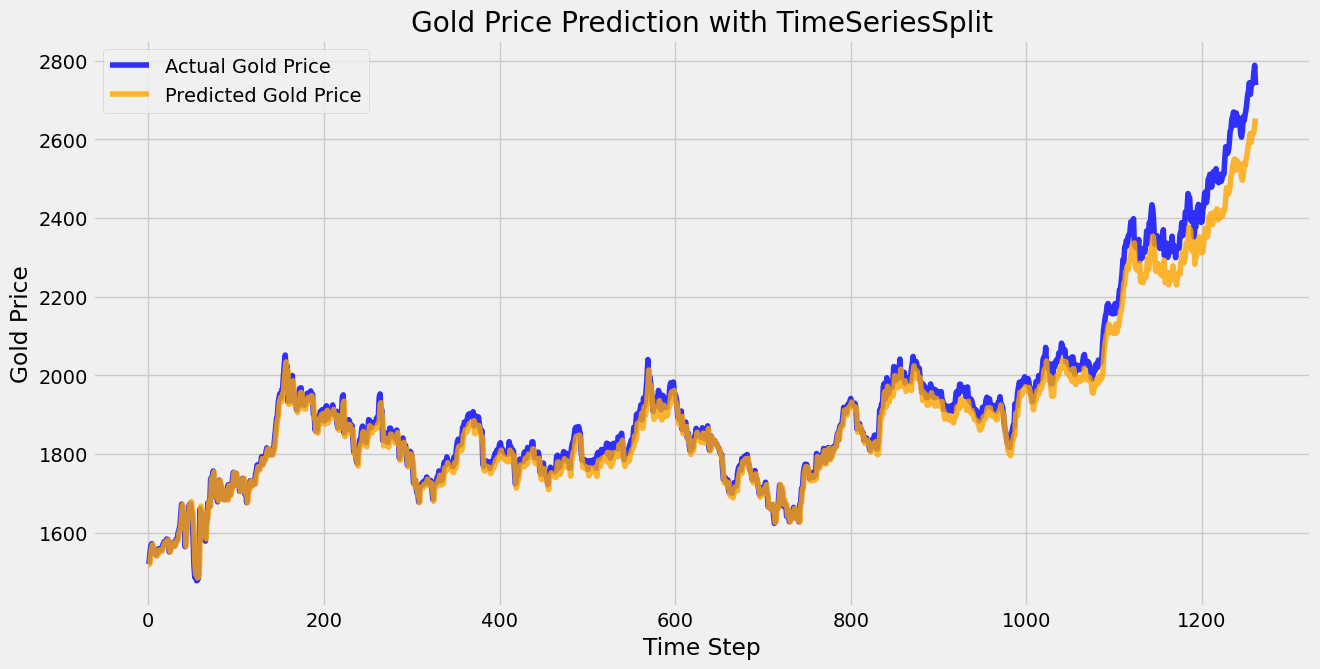 Gold Price Prediction with TimeSeriesSplit
Actual Gold Price
Predicted Gold Price
Gold Price
2800
2600
2400
2200
2000
1800
1600
0 200 400 600 800 1000 1200
Time Step